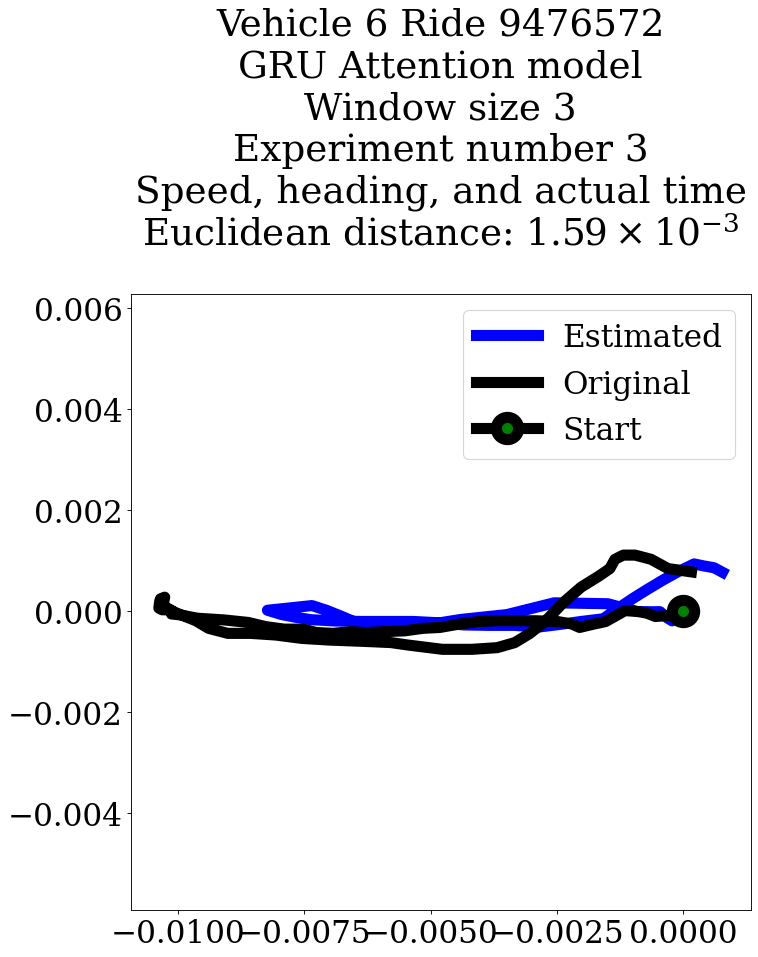 Vehicle 6 Ride 9476572
GRU Attention model
Window size 3
Experiment number 3
Speed, heading, and actual time
Euclidean distance: 1.59 × 10⁻³
Estimated
Original
Start
0.006
0.004
0.002
0.000
−0.002
−0.004
−0.0100 −0.0075 −0.0050 −0.0025 0.0000